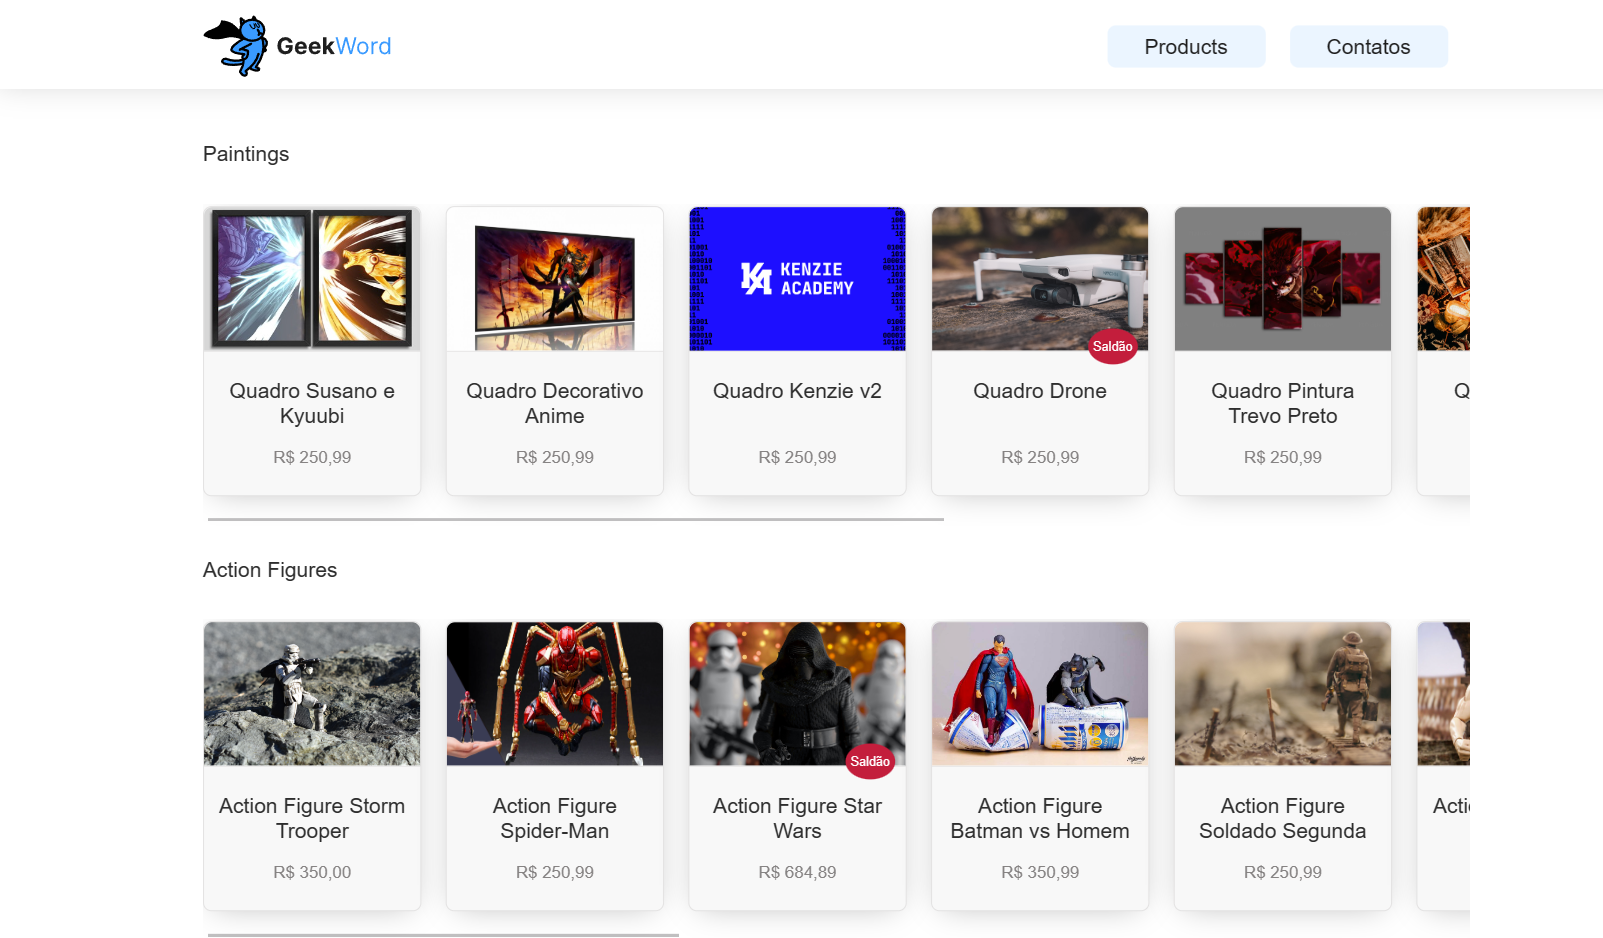 GeekWord
Products
Contatos
Paintings
KENZIE
ACADEMY
Saldão
Quadro Susano e
Kyuubi
R$ 250,99
Quadro Decorativo
Anime
R$ 250,99
Quadro Kenzie v2
R$ 250,99
Quadro Drone
R$ 250,99
Quadro Pintura
Trevo Preto
R$ 250,99
Q
Action Figures
Saldão
Action Figure Storm
Trooper
R$ 350,00
Action Figure
Spider-Man
R$ 250,99
Action Figure Star
Wars
R$ 684,89
Action Figure
Batman vs Homem
R$ 350,99
Action Figure
Soldado Segunda
R$ 250,99